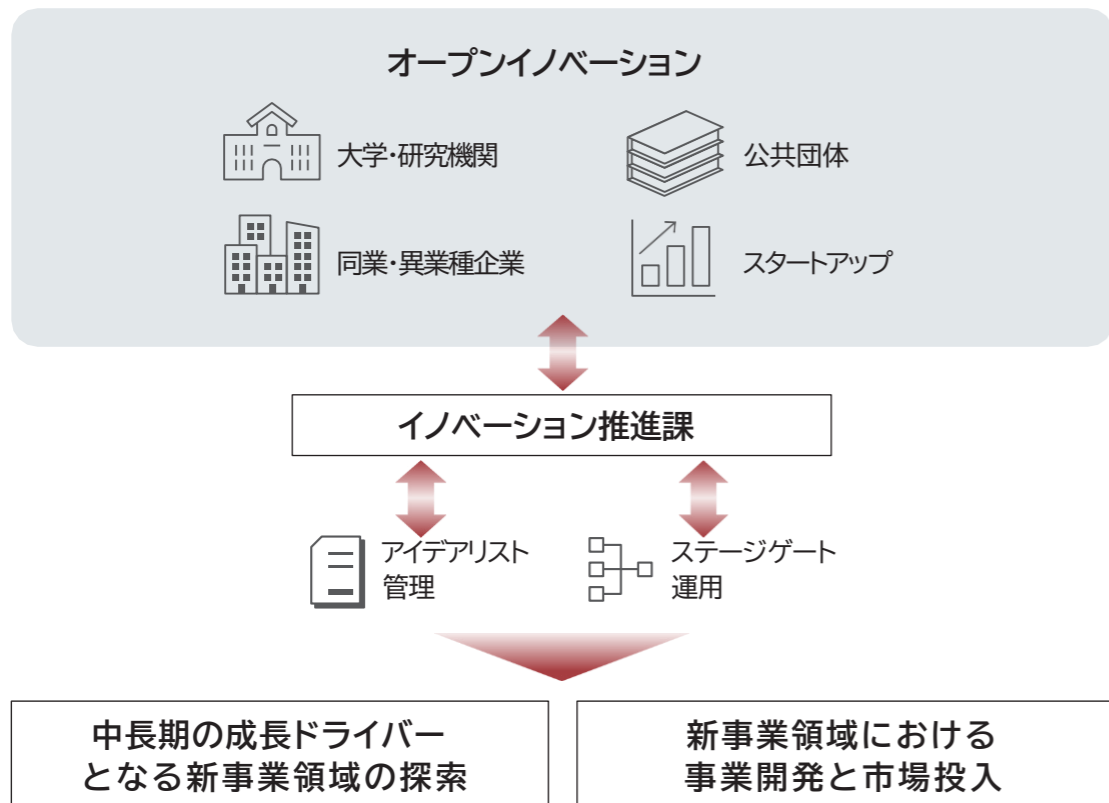 オープンイノベーション
大学・研究機関
公共団体
同業・異業種企業
スタートアップ
イノベーション推進課
アイデアリスト
管理
ステージゲート
運用
中長期の成長ドライバー
となる新事業領域の探索
新事業領域における
事業開発と市場投入